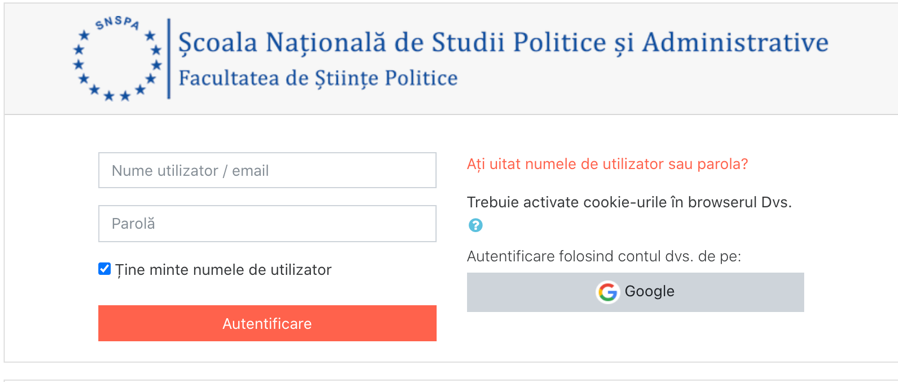 SNSPA
Școala Națională de Studii Politice și Administrative
Facultatea de Științe Politice
Nume utilizator / email
Parolă
Ține minte numele de utilizator
Autentificare
Ați uitat numele de utilizator sau parola?
Trebuie activate cookie-urile în browserul Dvs.
?
Autentificare folosind contul dvs. de pe:
Google